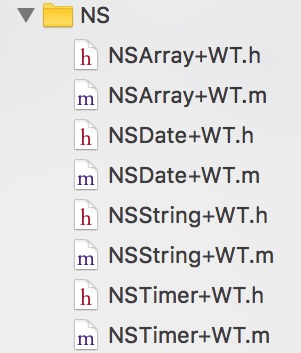 NS
h NSArray+WT.h
m NSArray+WT.m
h NSDate+WT.h
m NSDate+WT.m
h NSString+WT.h
m NSString+WT.m
h NSTimer+WT.h
m NSTimer+WT.m